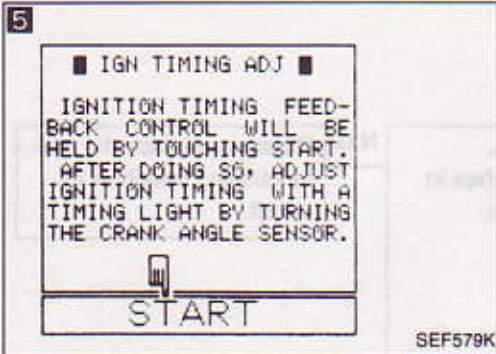 5
■ IGN TIMING ADJ ■
IGNITION TIMING FEED-
BACK CONTROL WILL BE
HELD BY TOUCHING START.
AFTER DOING SO, ADJUST
IGNITION TIMING WITH A
TIMING LIGHT BY TURNING
THE CRANK ANGLE SENSOR.
START
SEF579K